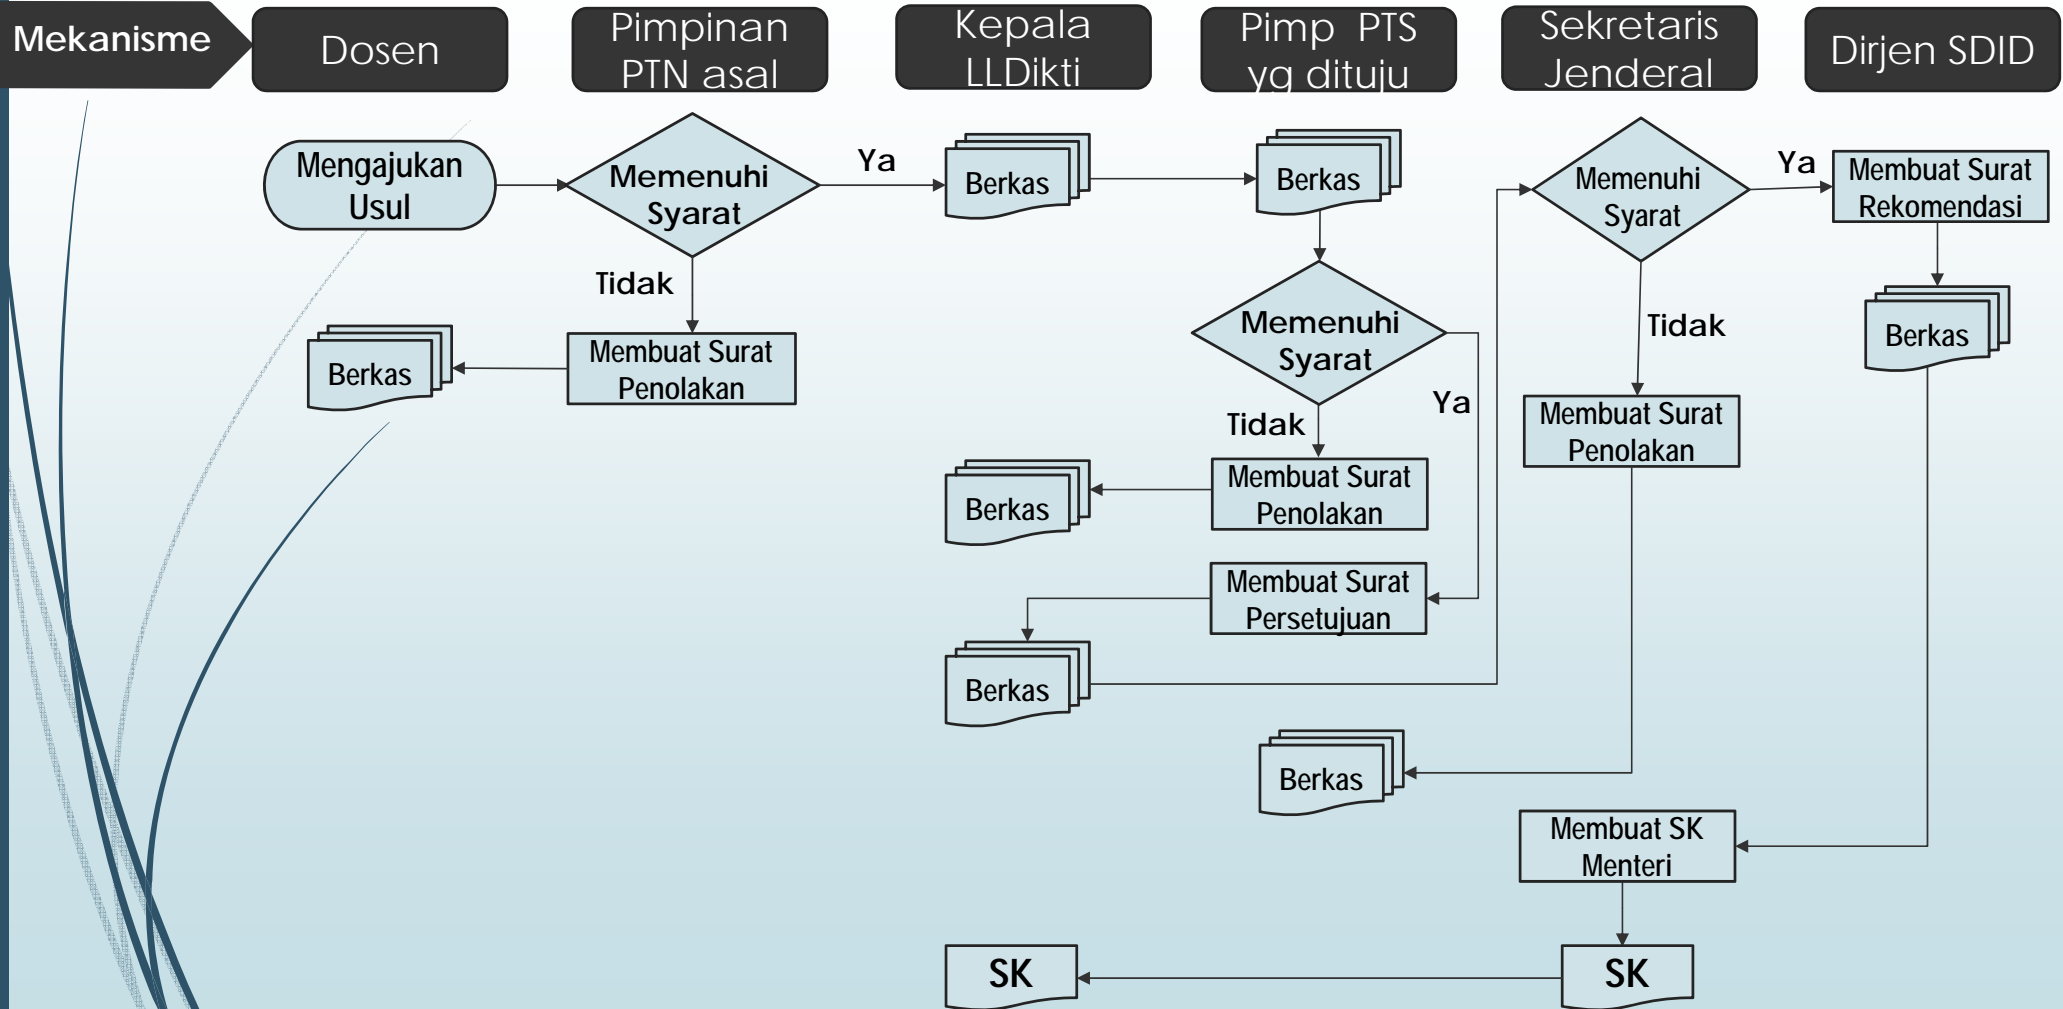 Mekanisme
Dosen
Pimpinan
PTN asal
Kepala
LLDikti
Pimp PTS
yg dituju
Sekretaris
Jenderal
Dirjen SDID
Mengajukan
Usul
Memenuhi
Syarat
Ya
Tidak
Membuat Surat
Penolakan
Berkas
Berkas
Berkas
Memenuhi
Syarat
Tidak
Ya
Membuat Surat
Penolakan
Berkas
Membuat Surat
Persetujuan
Berkas
Memenuhi
Syarat
Ya
Tidak
Membuat Surat
Penolakan
Berkas
Membuat Surat
Rekomendasi
Berkas
Membuat SK
Menteri
SK
SK